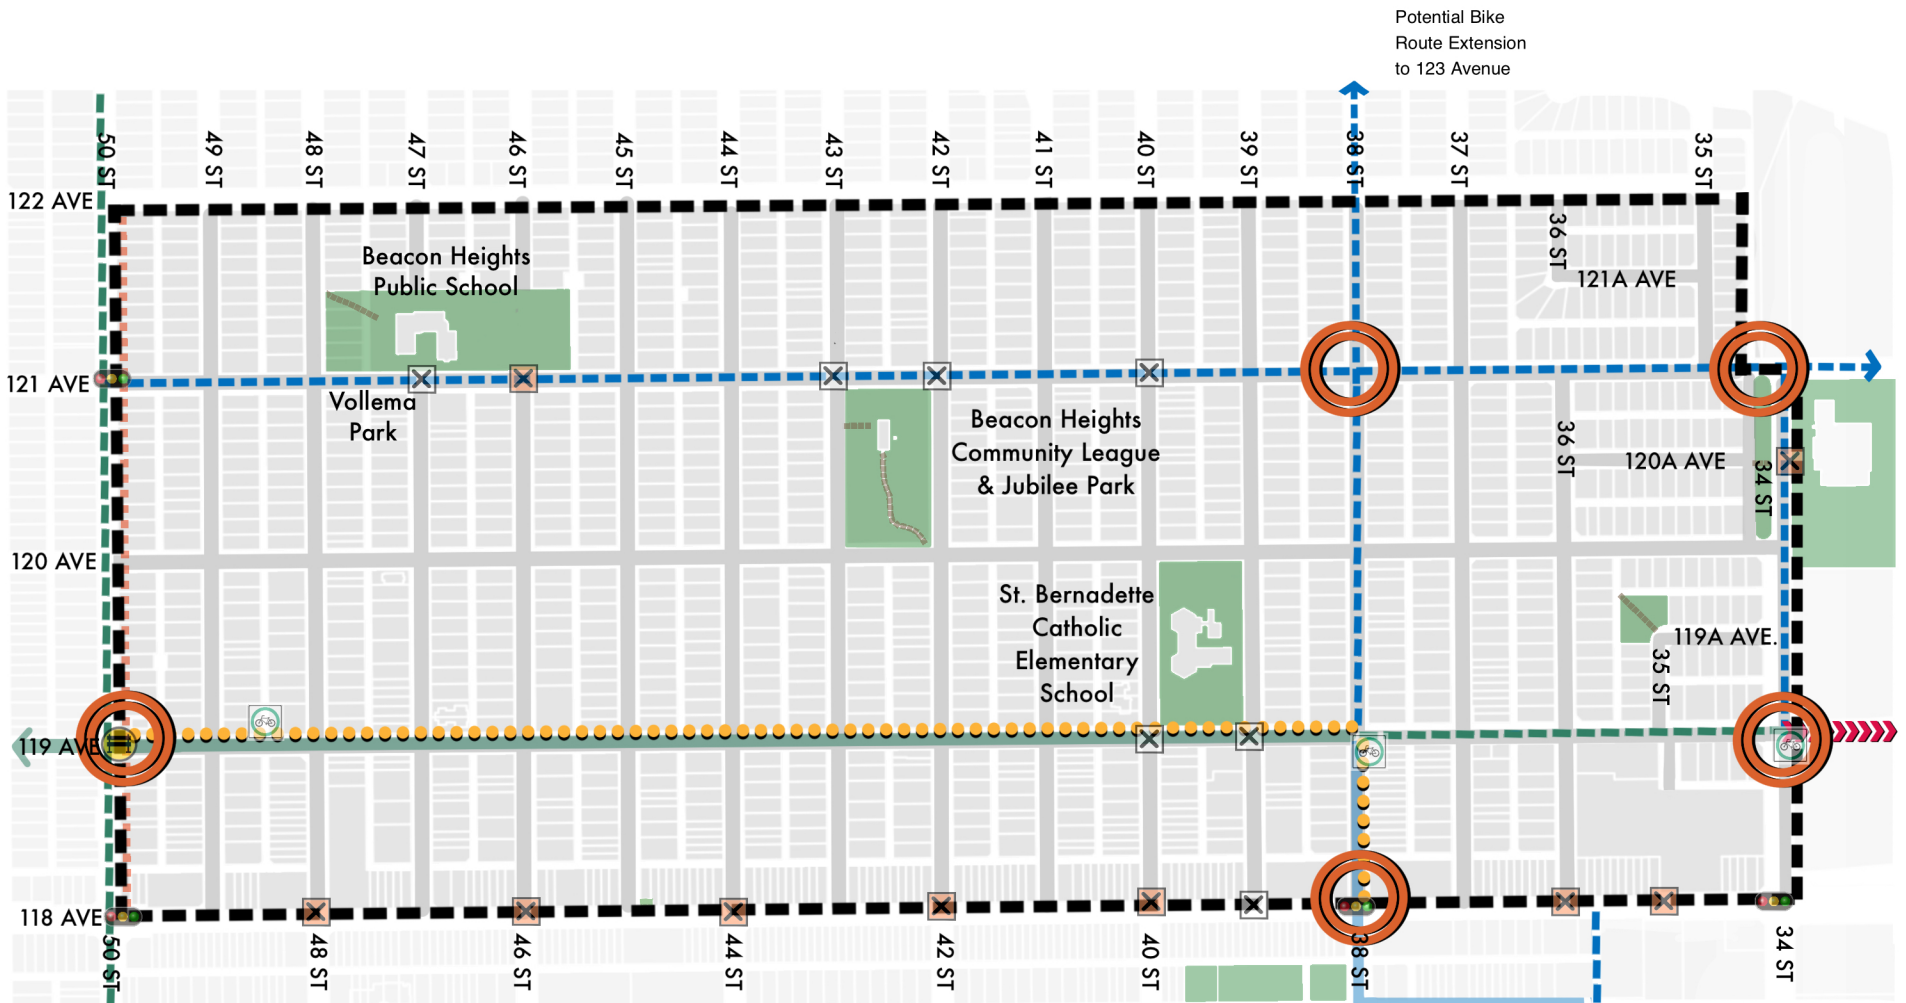 Potential Bike
Route Extension
to 123 Avenue
50 ST
49 ST
48 ST
47 ST
46 ST
45 ST
44 ST
43 ST
42 ST
41 ST
40 ST
39 ST
38 ST
37 ST
35 ST
122 AVE
36 ST
121A AVE
Beacon Heights
Public School
121 AVE
Vollema
Park
Beacon Heights
Community League
& Jubilee Park
36 ST
120A AVE
34 ST
120 AVE
St. Bernadette
Catholic
Elementary
School
119A AVE.
35 ST
119 AVE
118 AVE
50 ST
48 ST
46 ST
44 ST
42 ST
40 ST
38 ST
34 ST